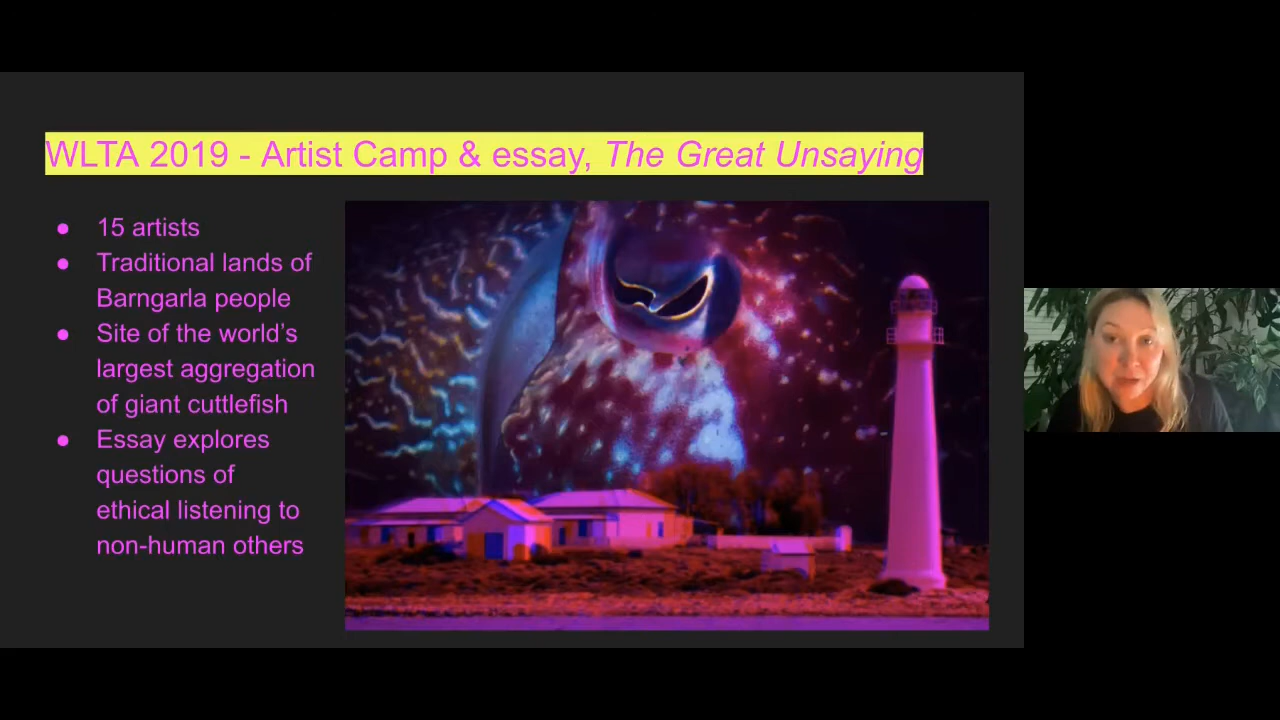 WLTA 2019 - Artist Camp & essay, The Great Unsaying
● 15 artists
● Traditional lands of
Barngarla people
● Site of the world’s
largest aggregation
of giant cuttlefish
● Essay explores
questions of
ethical listening to
non-human others